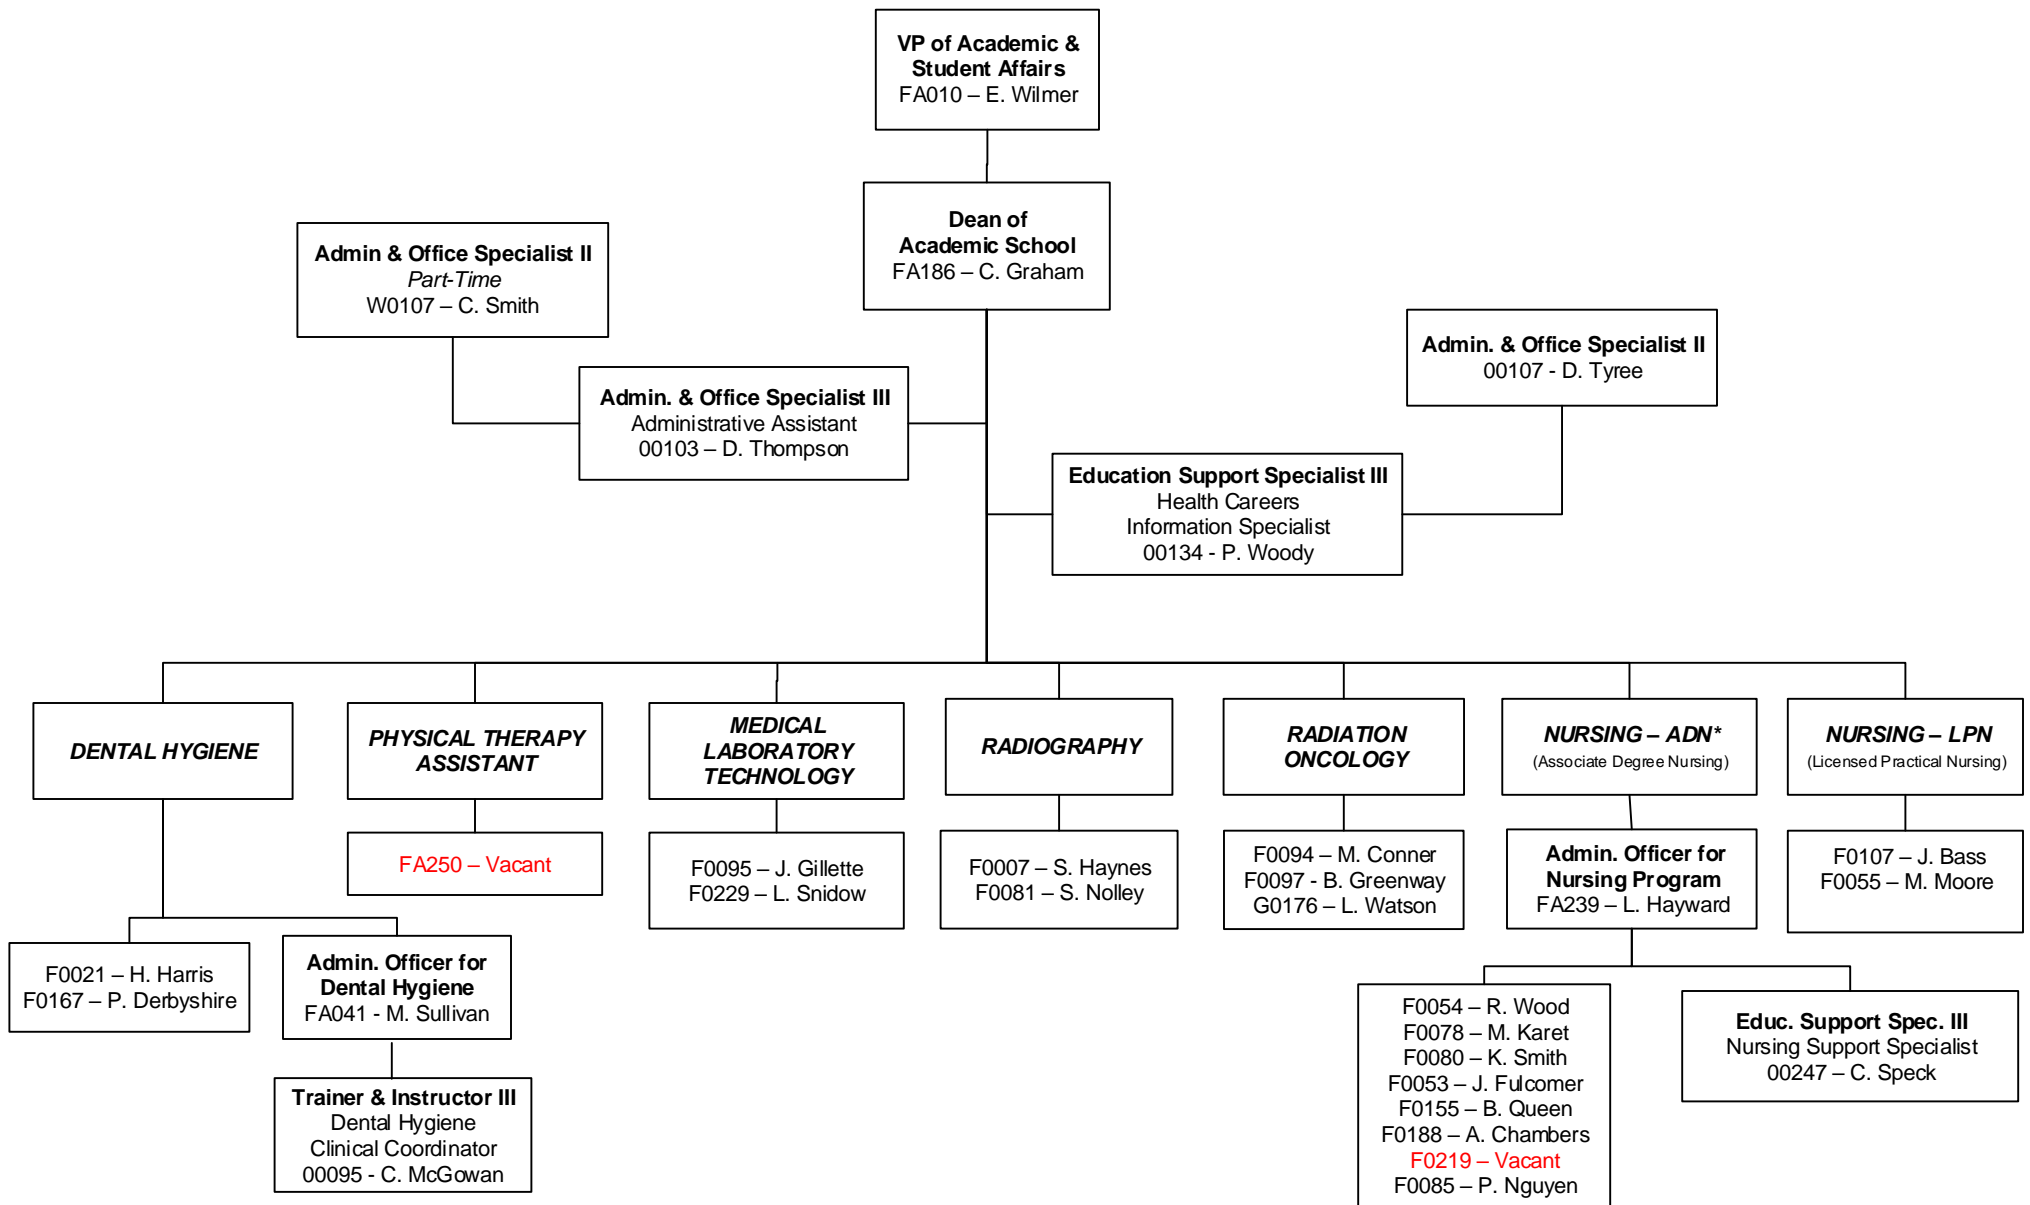 VP of Academic &
Student Affairs
FA010 – E. Wilmer
Dean of
Academic School
FA186 – C. Graham
Admin & Office Specialist II
Part-Time
W0107 – C. Smith
Admin. & Office Specialist II
00107 - D. Tyree
Admin. & Office Specialist III
Administrative Assistant
00103 – D. Thompson
Education Support Specialist III
Health Careers
Information Specialist
00134 - P. Woody
DENTAL HYGIENE
PHYSICAL THERAPY
ASSISTANT
MEDICAL
LABORATORY
TECHNOLOGY
RADIOGRAPHY
RADIATION
ONCOLOGY
NURSING – ADN*
(Associate Degree Nursing)
NURSING – LPN
(Licensed Practical Nursing)
FA250 – Vacant
F0095 – J. Gillette
F0229 – L. Snidow
F0007 – S. Haynes
F0081 – S. Nolley
F0094 – M. Conner
F0097 - B. Greenway
G0176 – L. Watson
Admin. Officer for
Nursing Program
FA239 – L. Hayward
F0107 – J. Bass
F0055 – M. Moore
F0021 – H. Harris
F0167 – P. Derbyshire
Admin. Officer for
Dental Hygiene
FA041 - M. Sullivan
Trainer & Instructor III
Dental Hygiene
Clinical Coordinator
00095 - C. McGowan
F0054 – R. Wood
F0078 – M. Karet
F0080 – K. Smith
F0053 – J. Fulcomer
F0155 – B. Queen
F0188 – A. Chambers
F0219 – Vacant
F0085 – P. Nguyen
Educ. Support Spec. III
Nursing Support Specialist
00247 – C. Speck